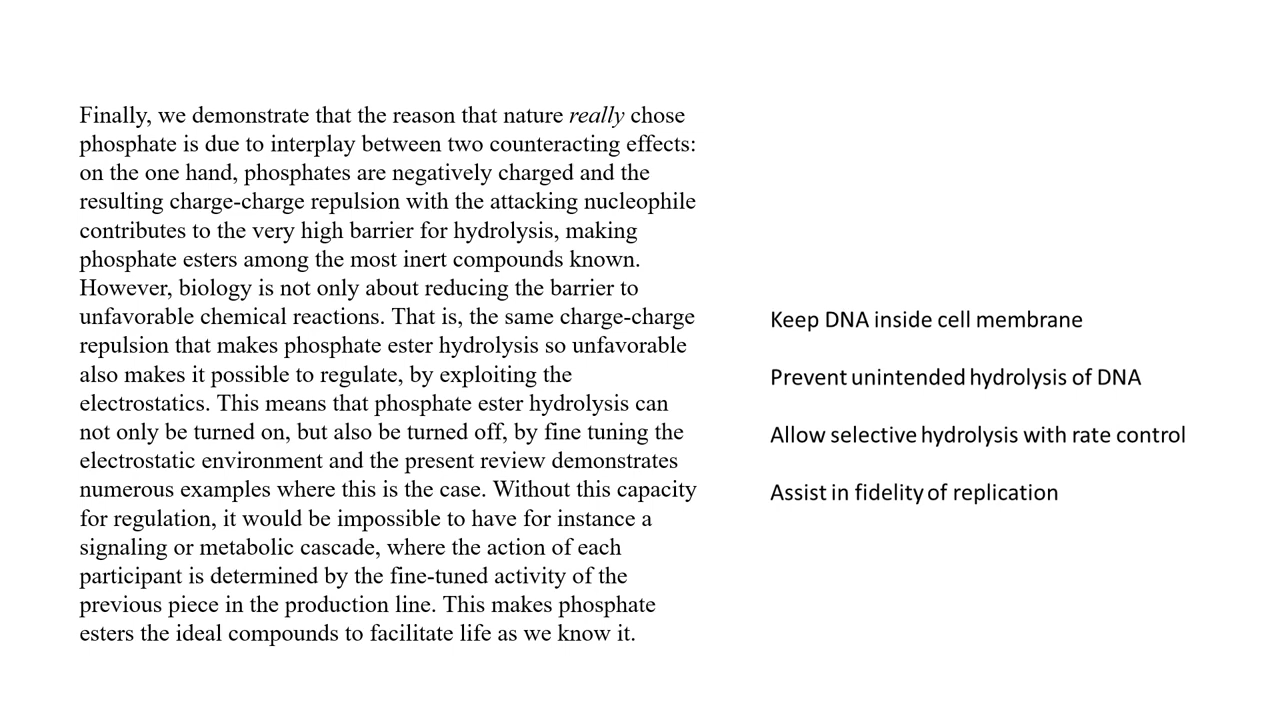 Finally, we demonstrate that the reason that nature really chose
phosphate is due to interplay between two counteracting effects:
on the one hand, phosphates are negatively charged and the
resulting charge-charge repulsion with the attacking nucleophile
contributes to the very high barrier for hydrolysis, making
phosphate esters among the most inert compounds known.
However, biology is not only about reducing the barrier to
unfavorable chemical reactions. That is, the same charge-charge
repulsion that makes phosphate ester hydrolysis so unfavorable
also makes it possible to regulate, by exploiting the
electrostatics. This means that phosphate ester hydrolysis can
not only be turned on, but also be turned off, by fine tuning the
electrostatic environment and the present review demonstrates
numerous examples where this is the case. Without this capacity
for regulation, it would be impossible to have for instance a
signaling or metabolic cascade, where the action of each
participant is determined by the fine-tuned activity of the
previous piece in the production line. This makes phosphate
esters the ideal compounds to facilitate life as we know it.
Keep DNA inside cell membrane
Prevent unintended hydrolysis of DNA
Allow selective hydrolysis with rate control
Assist in fidelity of replication